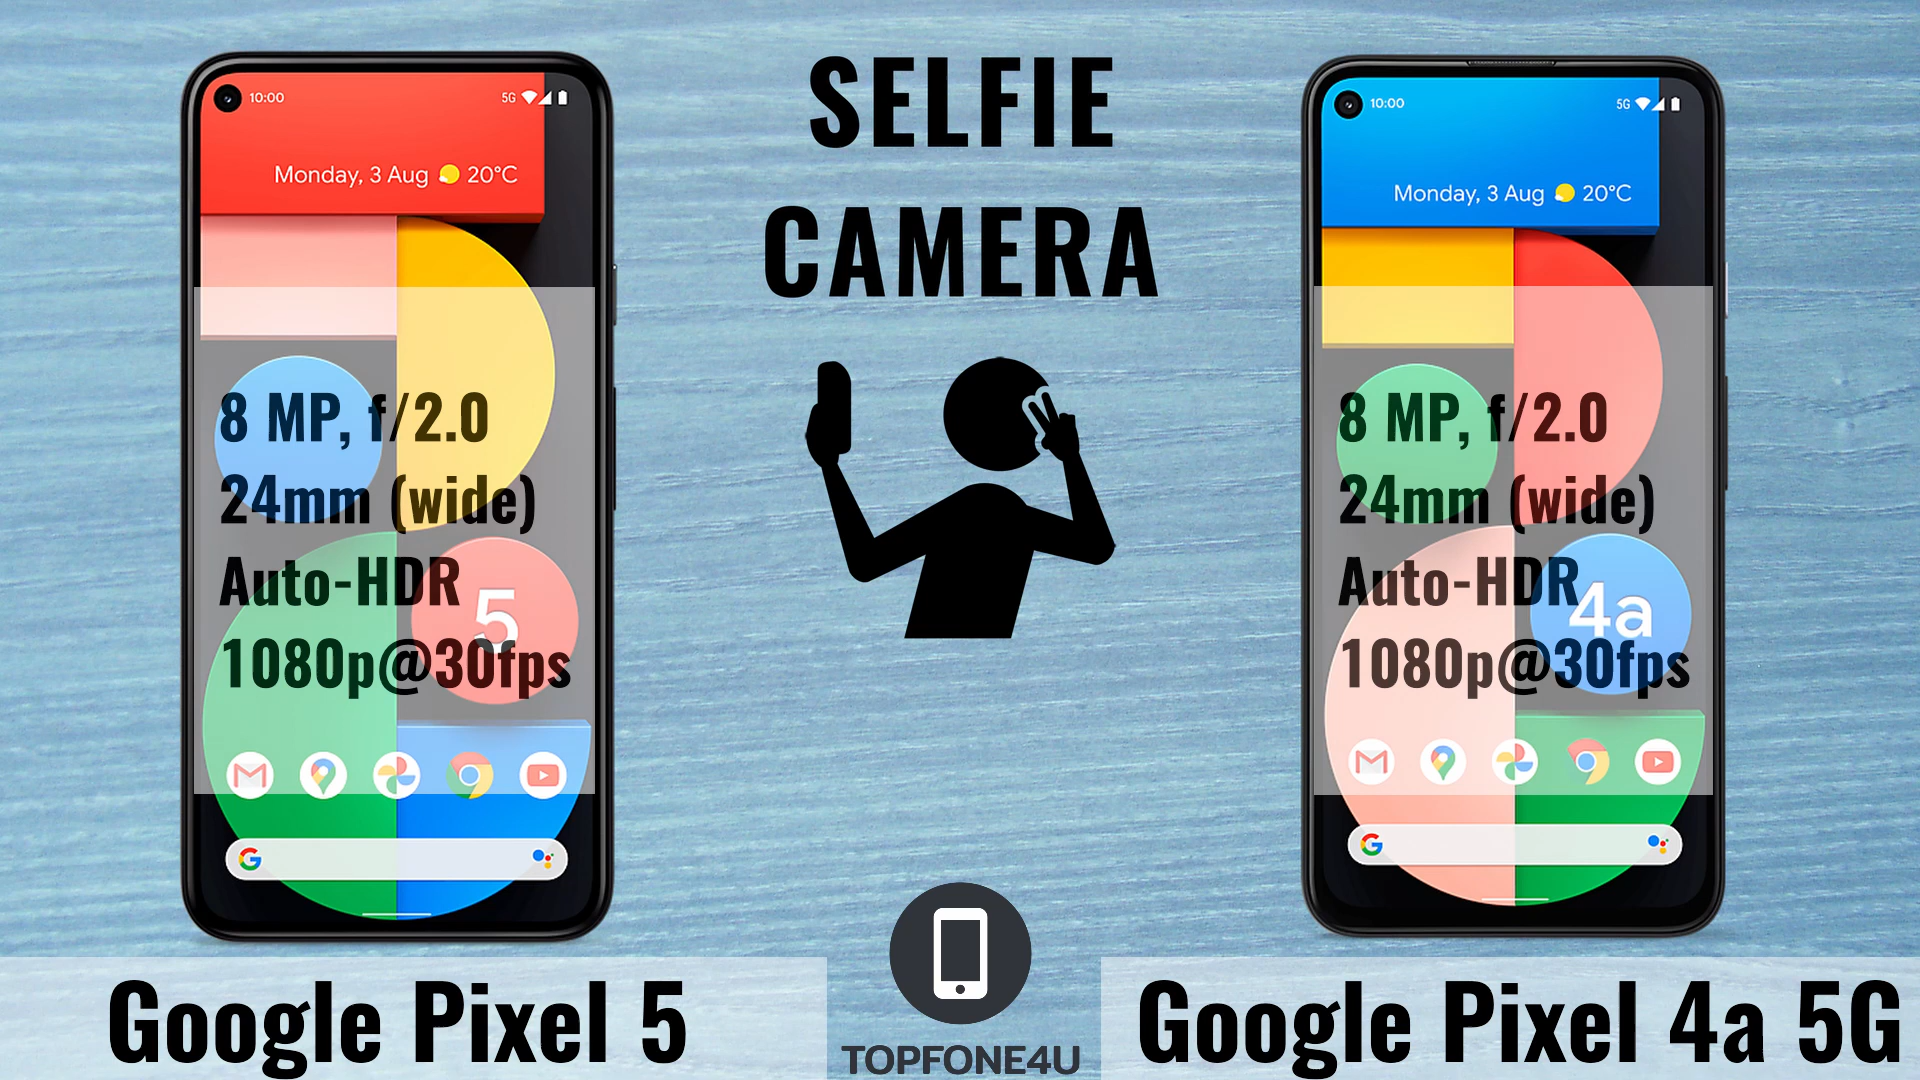 SELFIE
CAMERA
10:00
5G
Monday, 3 Aug 20°C
8 MP, f/2.0
24mm (wide)
Auto-HDR
5
1080p@30fps
Google Pixel 5
10:00
5G
Monday, 3 Aug 20°C
8 MP, f/2.0
24mm (wide)
Auto-HDR
4a
1080p@30fps
Google Pixel 4a 5G
TOPFONE4U